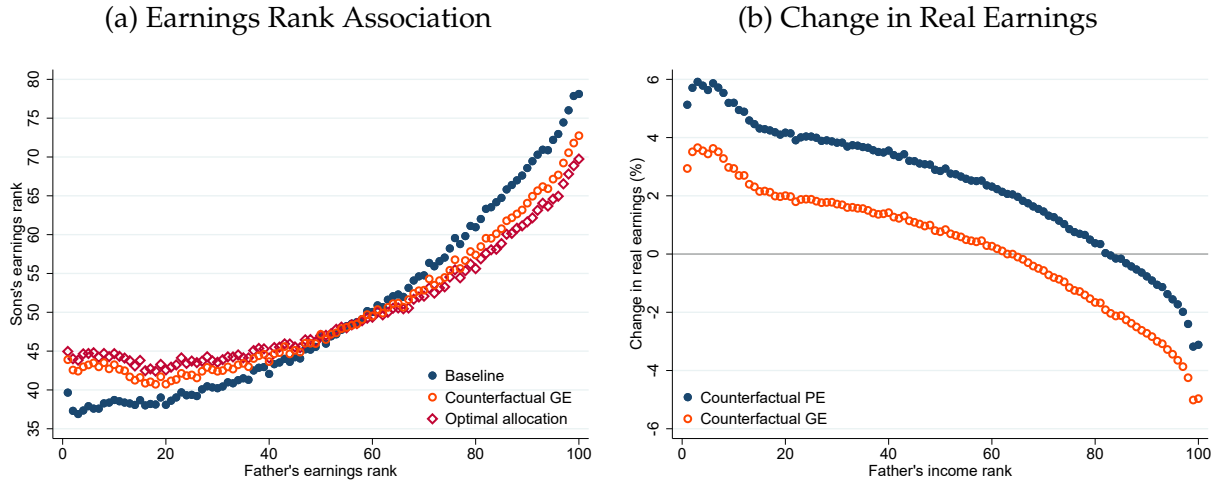 (a) Earnings Rank Association
Sons's earnings rank
80
75
70
65
60
55
50
45
40
35
Baseline
Counterfactual GE
Optimal allocation
0
20
40
60
80
100
Father's earnings rank
(b) Change in Real Earnings
Change in real earnings (%)
6
4
2
0
-2
-4
-6
Counterfactual PE
Counterfactual GE
0
20
40
60
80
100
Father's income rank